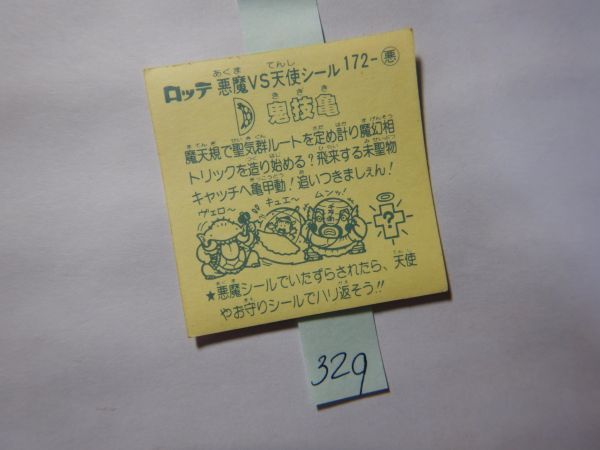 ロッテ 悪魔VS天使シール 172-悪
鬼技亀
魔天規で聖気群ルートを定め計り魔幻相
トリックを造り始める?飛来する未聖物
キャッチへ亀甲動!追いつきましぇん!
ヴェロ〜 キュエ〜 ムンッ!
?
★悪魔シールでいたずらされたら、天使
やお守りシールでハリ返そう!!
329